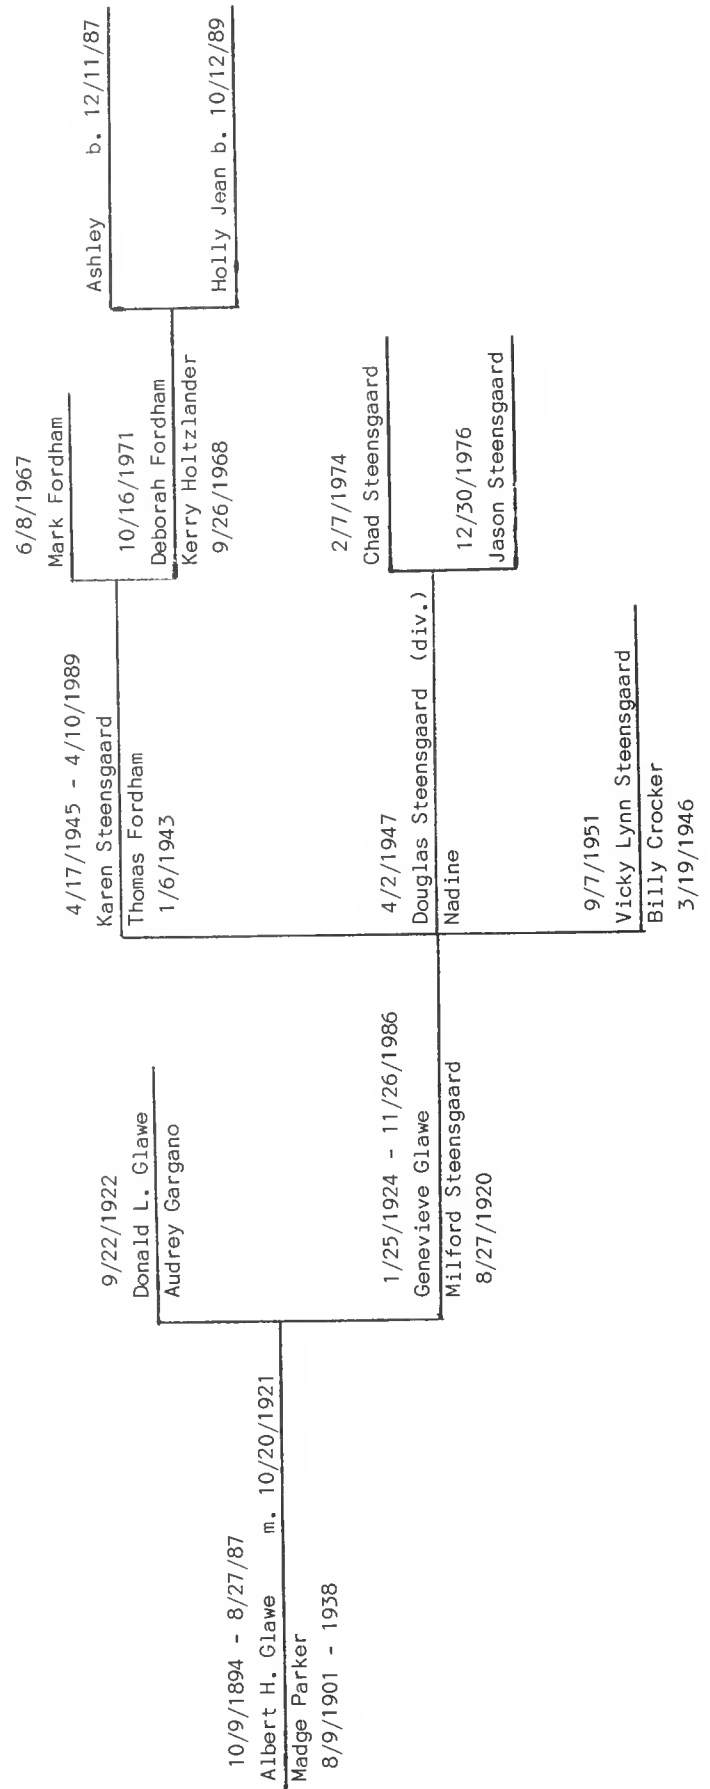 10/9/1894 - 8/27/87
Albert H. Glawe m. 10/20/1921
Madge Parker
8/9/1901 - 1938
9/22/1922
Donald L. Glawe
Audrey Gargano
1/25/1924 - 11/26/1986
Genevieve Glawe
Milford Steensgaard
8/27/1920
4/17/1945 - 4/10/1989
Karen Steensgaard
Thomas Fordham
1/6/1943
4/2/1947
Douglas Steensgaard (div.)
Nadine
9/7/1951
Vicky Lynn Steensgaard
Billy Crocker
3/19/1946
6/8/1967
Mark Fordham
10/16/1971
Deborah Fordham
Kerry Holtzlander
9/26/1968
2/7/1974
Chad Steensgaard
12/30/1976
Jason Steensgaard
Ashley b. 12/11/87
Holly Jean b. 10/12/89